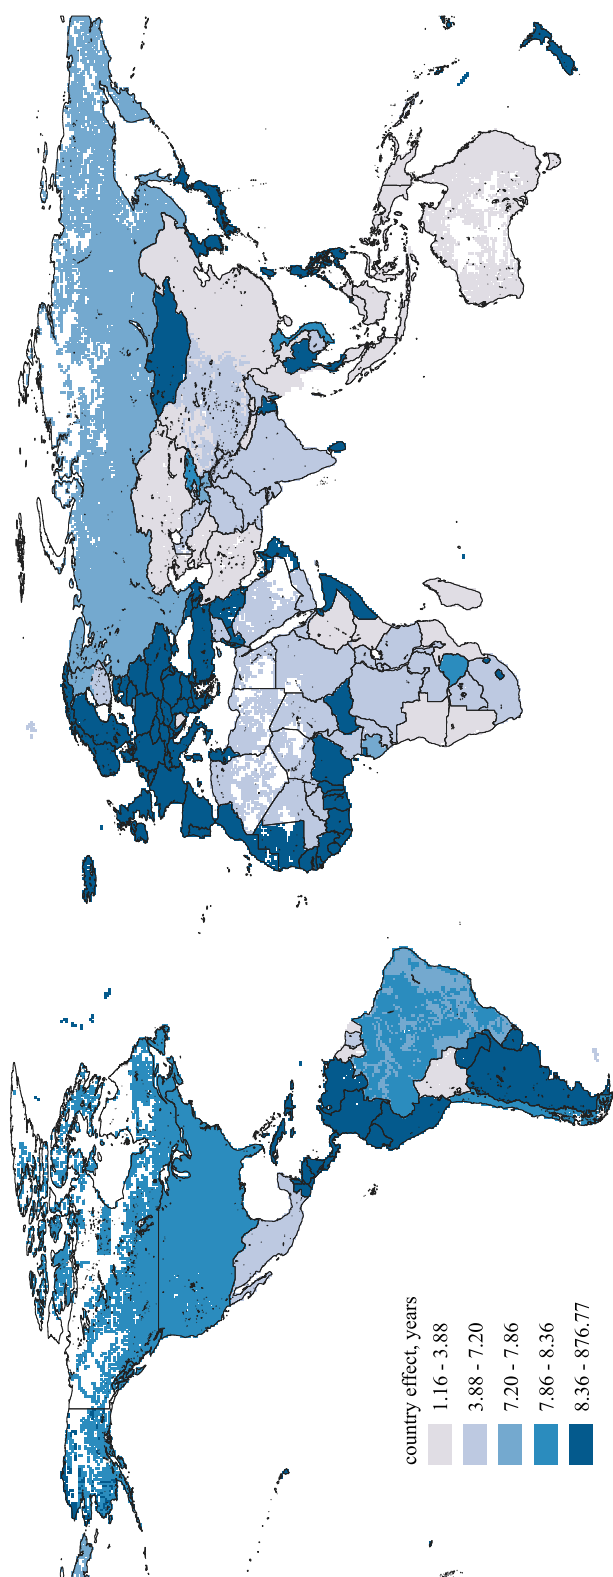 country effect, years
1.16 - 3.88
3.88 - 7.20
7.20 - 7.86
7.86 - 8.36
8.36 - 876.77